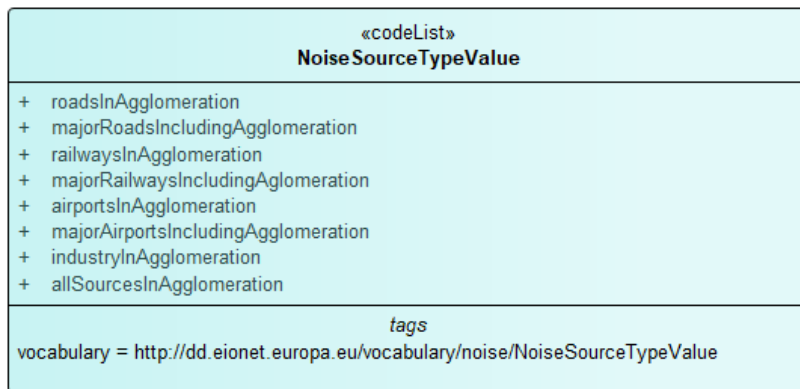 «codeList»
NoiseSourceTypeValue
+ roadsInAgglomeration
+ majorRoadsIncludingAgglomeration
+ railwaysInAgglomeration
+ majorRailwaysIncludingAglomeration
+ airportsInAgglomeration
+ majorAirportsIncludingAgglomeration
+ industryInAgglomeration
+ allSourcesInAgglomeration
tags
vocabulary = http://dd.eionet.europa.eu/vocabulary/noise/NoiseSourceTypeValue